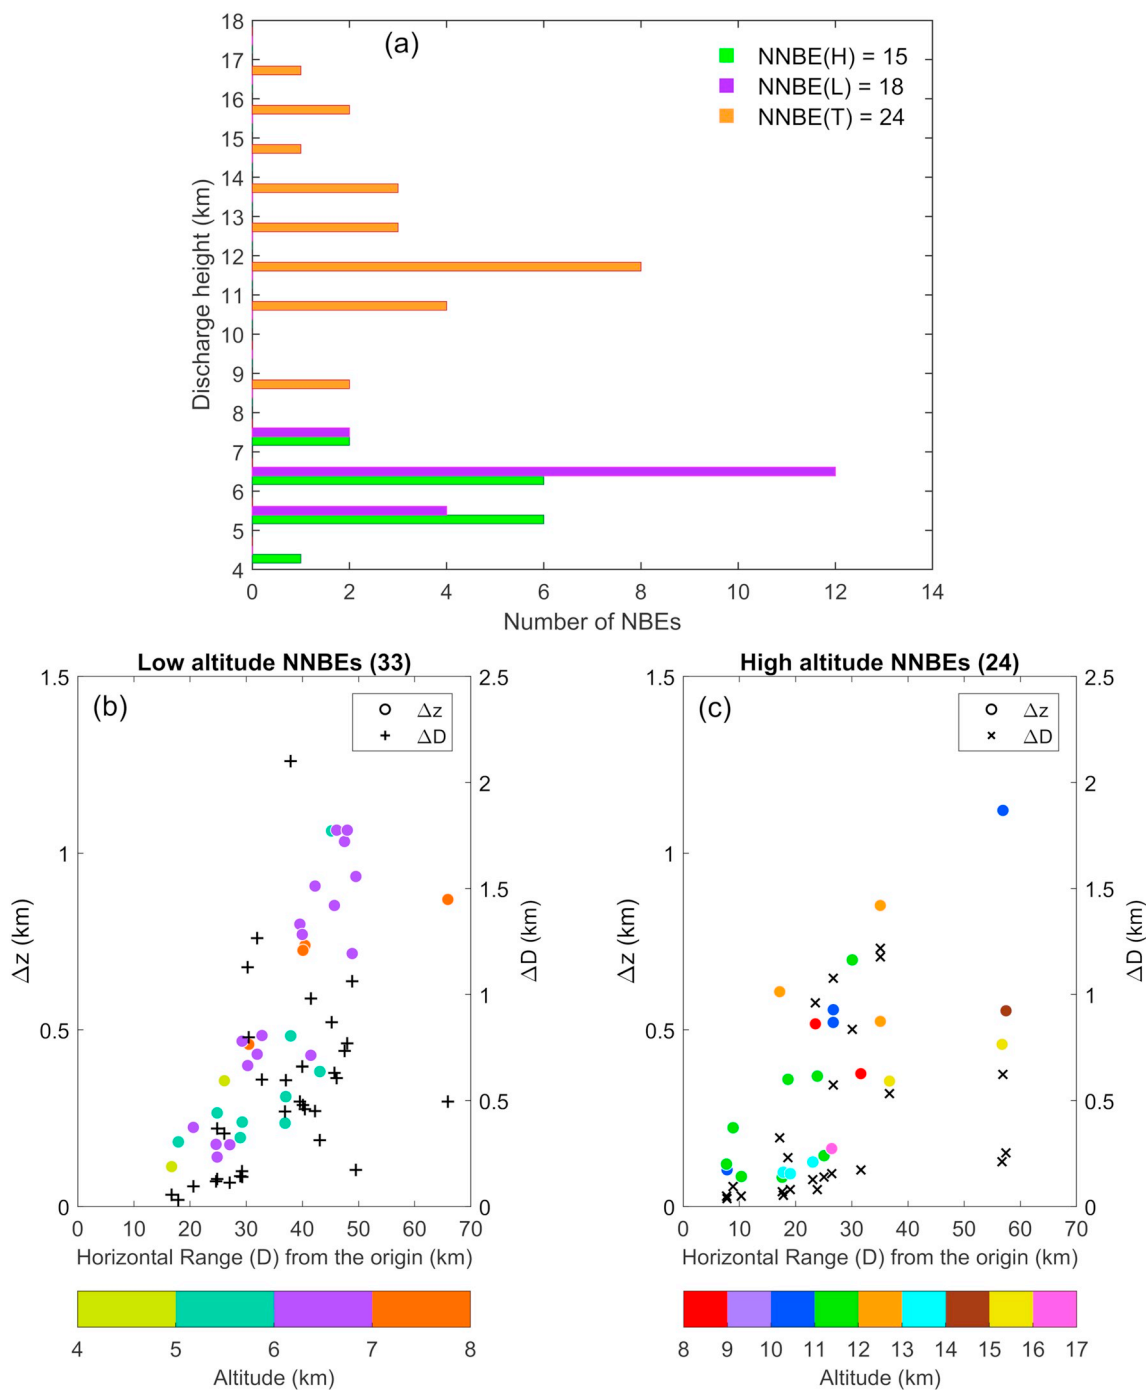 (a)
NNBE(H) = 15
NNBE(L) = 18
NNBE(T) = 24
Discharge height (km)
18
17
16
15
14
13
12
11
10
9
8
7
6
5
4
0 2 4 6 8 10 12 14
Number of NBEs
Low altitude NNBEs (33)
(b)
Δz
ΔD
Δz (km)
1.5
1
0.5
0
ΔD (km)
2.5
2
1.5
1
0.5
0
0 10 20 30 40 50 60 70
Horizontal Range (D) from the origin (km)
4 5 6 7 8
Altitude (km)
High altitude NNBEs (24)
(c)
Δz
ΔD
Δz (km)
1.5
1
0.5
0
ΔD (km)
2.5
2
1.5
1
0.5
0
0 10 20 30 40 50 60 70
Horizontal Range (D) from the origin (km)
8 9 10 11 12 13 14 15 16 17
Altitude (km)